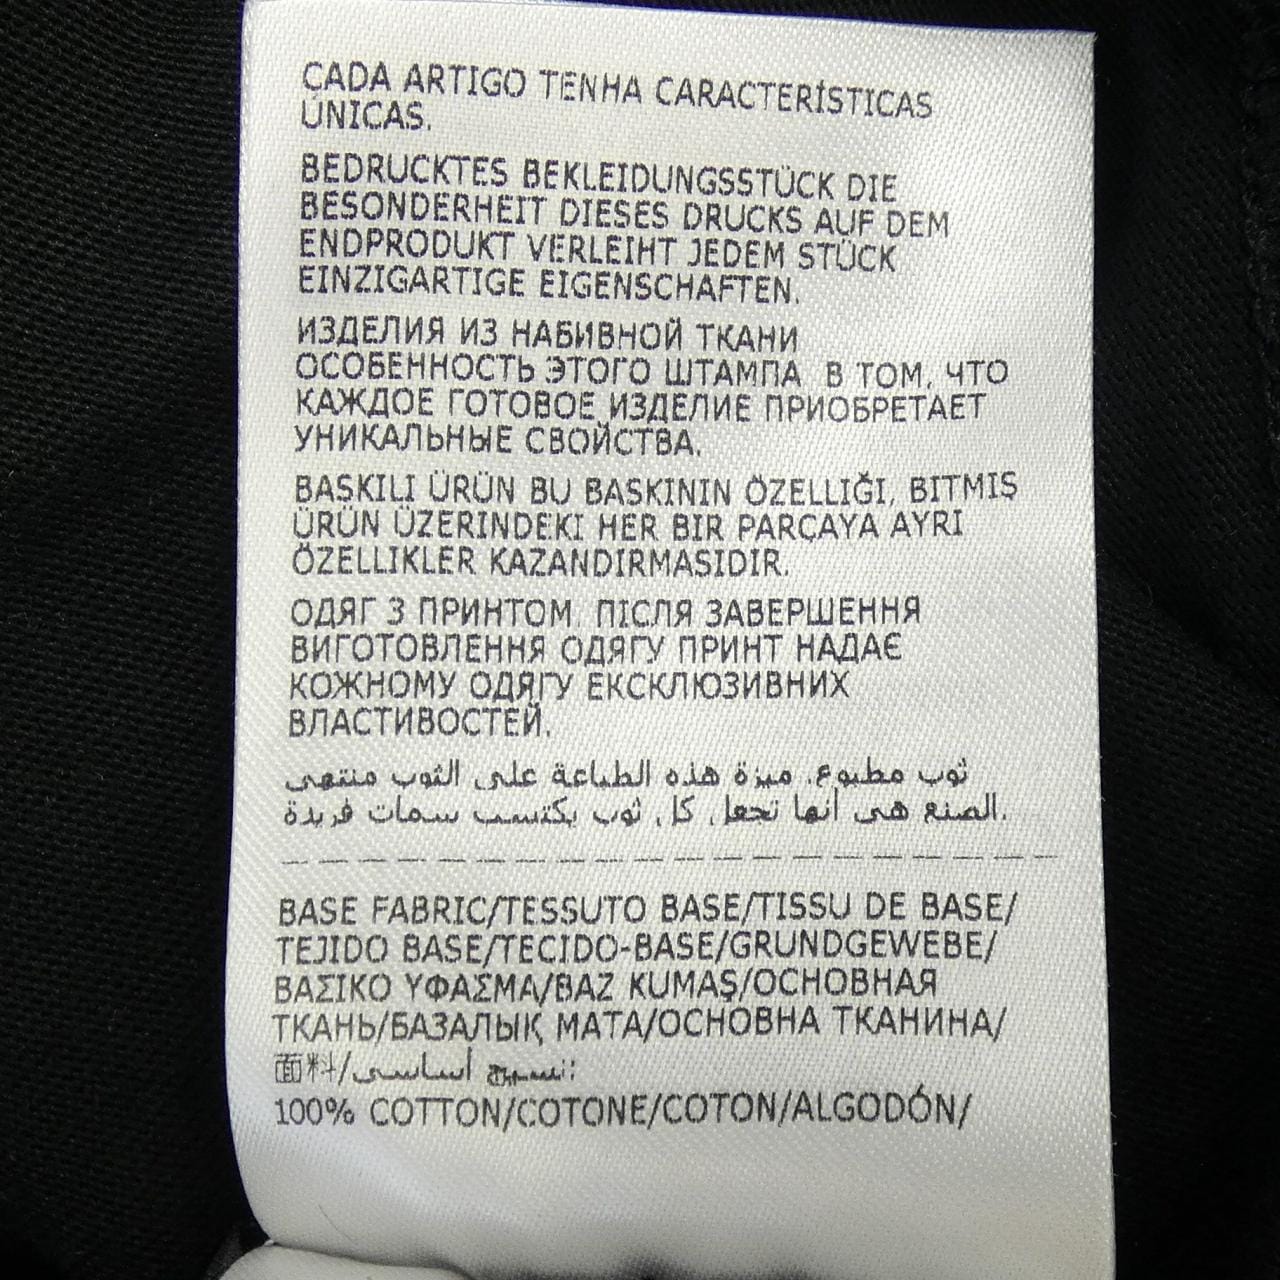 CADA ARTIGO TENHA CARACTERÍSTICAS
ÚNICAS.
BEDRUCKTES BEKLEIDUNGSSTÜCK DIE
BESONDERHEIT DIESES DRUCKS AUF DEM
ENDPRODUKT VERLEIHT JEDEM STÜCK
EINZIGARTIGE EIGENSCHAFTEN.
ИЗДЕЛИЯ ИЗ НАБИВНОЙ ТКАНИ
ОСОБЕННОСТЬ ЭТОГО ШТАМПА В ТОМ, ЧТО
КАЖДОЕ ГОТОВОЕ ИЗДЕЛИЕ ПРИОБРЕТАЕТ
УНИКАЛЬНЫЕ СВОЙСТВА.
BASKILI ÜRÜN BU BASKININ ÖZELLIĞI, BITMIŞ
ÜRÜN ÜZERINDEKI HER BIR PARÇAYA AYRI
ÖZELLIKLER KAZANDIRMASIDIR.
ОДЯГ З ПРИНТОМ. ПІСЛЯ ЗАВЕРШЕННЯ
ВИГОТОВЛЕННЯ ОДЯГУ ПРИНТ НАДАЄ
КОЖНОМУ ОДЯГУ ЕКСКЛЮЗИВНИХ
ВЛАСТИВОСТЕЙ.
ثوب مطبوع. ميزة هذه الطباعة على الثوب منتهى
الصنع هى أنها تجعل كل ثوب يكتسب سمات فريدة.
BASE FABRIC/TESSUTO BASE/TISSU DE BASE/
TEJIDO BASE/TECIDO-BASE/GRUNDGEWEBE/
ΒΑΣΙΚΟ ΥΦΑΣΜΑ/BAZ KUMAŞ/ОСНОВНАЯ
ТКАНЬ/БАЗАЛЫҚ МАТА/ОСНОВНА ТКАНИНА/
面料/نسيج أساسى:
100% COTTON/COTONE/COTON/ALGODÓN/